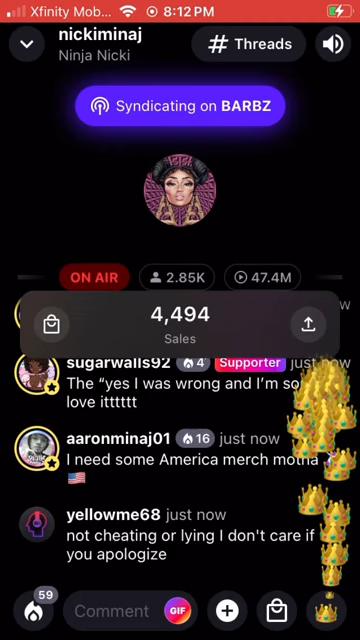 Xfinity Mob... 8:12 PM
nickiminaj
Ninja Nicki
# Threads
Syndicating on BARBZ
ON AIR 2.85K 47.4M
4,494
Sales
sugarwalls92 4 Supporter just now
The “yes I was wrong and I’m so
love itttttt
aaronminaj01 16 just now
I need some America merch motha
🇺🇸
yellowme68 just now
not cheating or lying I don't care if
you apologize
59
Comment GIF